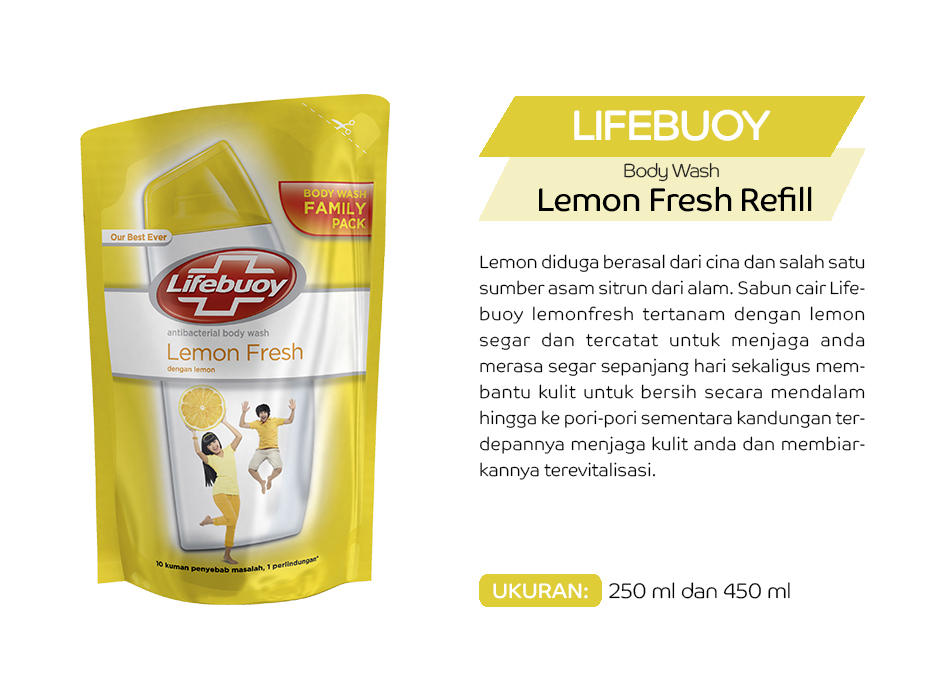 BODY WASH
FAMILY
PACK
Our Best Ever
Lifebuoy
antibacterial body wash
Lemon Fresh
dengan lemon
10 kuman penyebab masalah, 1 perlindungan*
LIFEBUOY
Body Wash
Lemon Fresh Refill
Lemon diduga berasal dari cina dan salah satu
sumber asam sitrun dari alam. Sabun cair Life-
buoy lemonfresh tertanam dengan lemon
segar dan tercatat untuk menjaga anda
merasa segar sepanjang hari sekaligus mem-
bantu kulit untuk bersih secara mendalam
hingga ke pori-pori sementara kandungan ter-
depannya menjaga kulit anda dan membiar-
kannya terevitalisasi.
UKURAN: 250 ml dan 450 ml